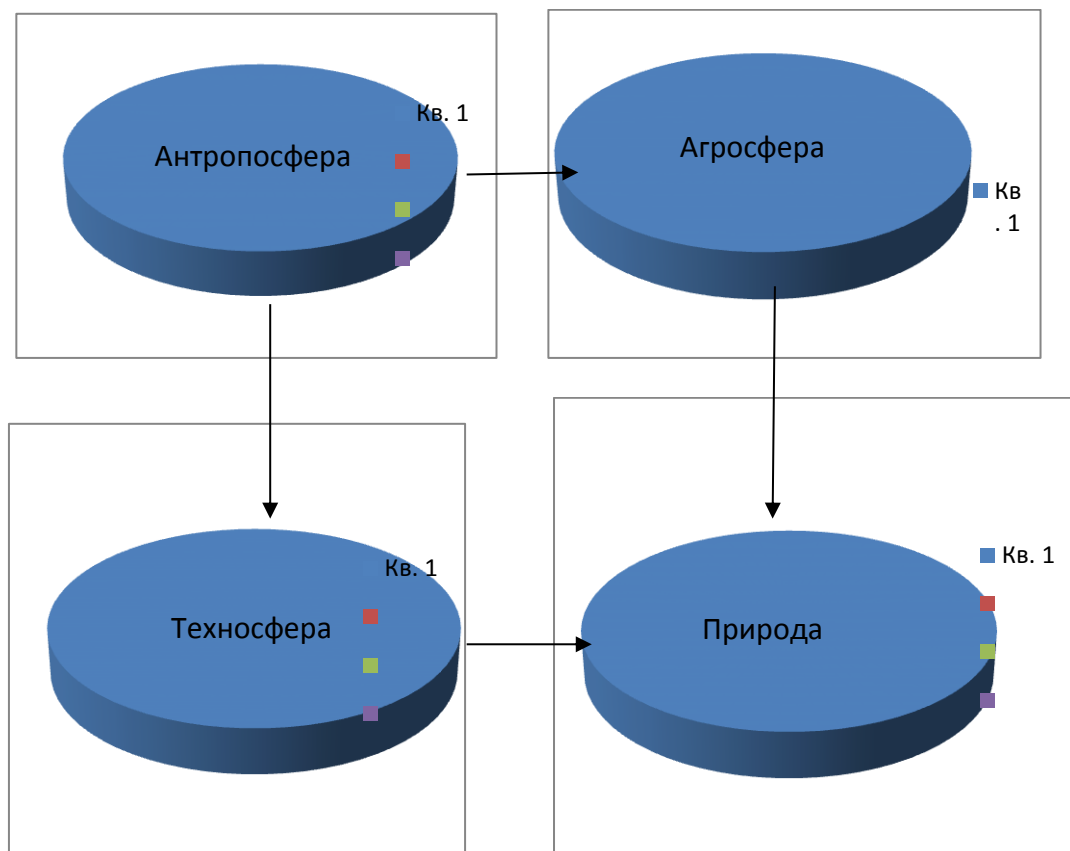 Кв. 1
Антропосфера
Агросфера
Кв
. 1
Кв. 1
Техносфера
Кв. 1
Природа